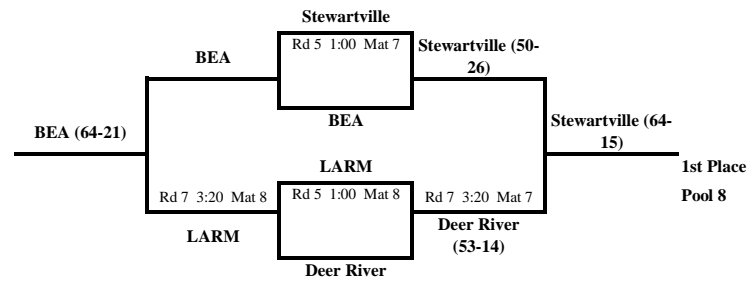 Stewartville
Rd 5 1:00 Mat 7
BEA
Stewartville (50-
26)
BEA
BEA (64-21)
Stewartville (64-
15)
LARM
1st Place
Rd 7 3:20 Mat 8
Rd 5 1:00 Mat 8
Rd 7 3:20 Mat 7
Pool 8
LARM
Deer River
(53-14)
Deer River